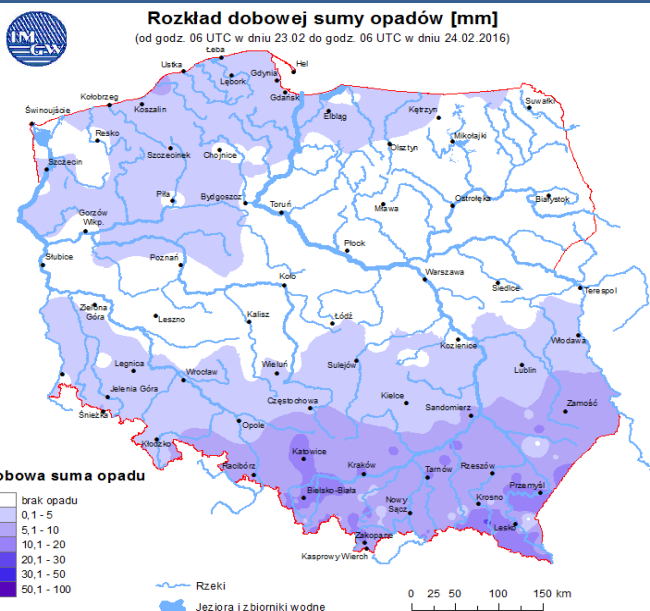 IM
GW
Rozkład dobowej sumy opadów [mm]
(od godz. 06 UTC w dniu 23.02 do godz. 06 UTC w dniu 24.02.2016)
Łeba
Hel
Ustka
Gdynia
Lębork
Gdańsk
Kołobrzeg
Koszalin
Elbląg
Kętrzyn
Suwałki
Świnoujście
Resko
Mikołajki
Olsztyn
Szczecinek
Chojnice
Szczecin
Piła
Bydgoszcz
Toruń
Mława
Ostrołęka
Białystok
Gorzów
Wlkp.
Płock
Słubice
Poznań
Koło
Warszawa
Siedlce
Terespol
Zielona
Góra
Leszno
Kalisz
Łódź
Kozienice
Włodawa
Legnica
Wrocław
Wieluń
Sulejów
Lublin
Jelenia Góra
Śnieżka
Częstochowa
Kielce
Sandomierz
Zamość
Opole
Kłodzko
Katowice
Racibórz
Kraków
Tarnów
Rzeszów
Bielsko-Biała
Przemyśl
Nowy
Sącz
Krosno
Lesko
Zakopane
Kasprowy Wierch
obowa suma opadu
brak opadu
0,1 - 5
5,1 - 10
10,1 - 20
20,1 - 30
30,1 - 50
50,1 - 100
Rzeki
Jeziora i zbiorniki wodne
0 25 50 100 150 km